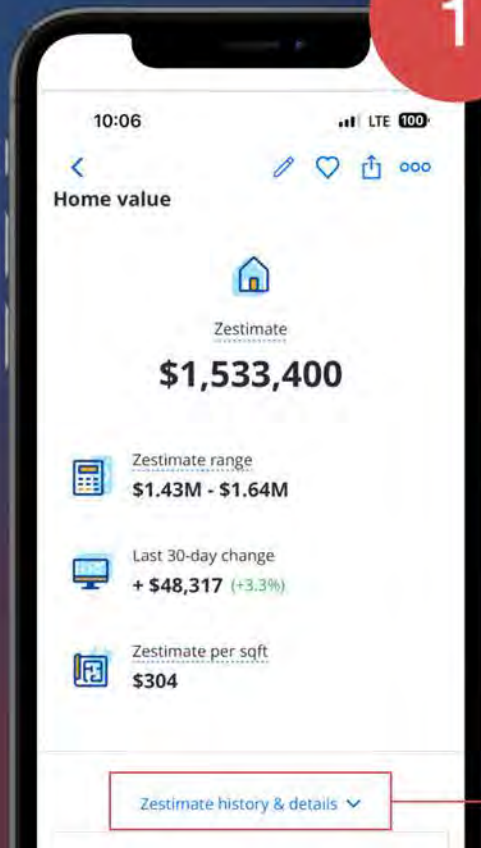 1
10:06 LTE 100
Home value
Zestimate
$1,533,400
Zestimate range
$1.43M - $1.64M
Last 30-day change
+ $48,317 (+3.3%)
Zestimate per sqft
$304
Zestimate history & details